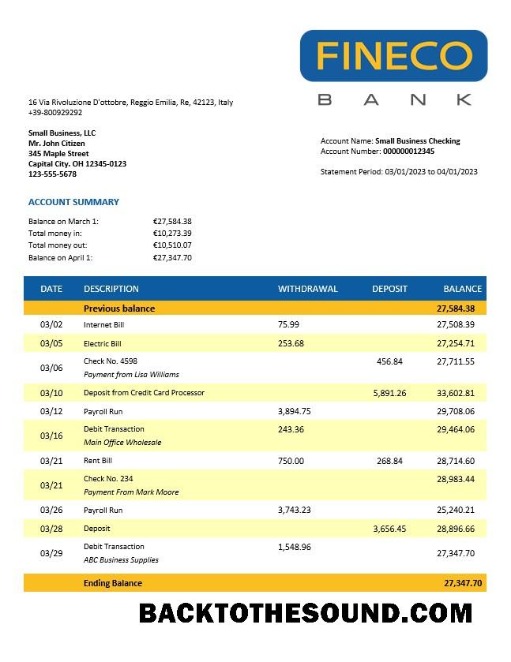 FINECO
BANK
16 Via Rivoluzione D'ottobre, Reggio Emilia, Re, 42123, Italy
+39-800929292
Small Business, LLC
Mr. John Citizen
345 Maple Street
Capital City. OH 12345-0123
123-555-5678
Account Name: Small Business Checking
Account Number: 000000012345
Statement Period: 03/01/2023 to 04/01/2023
ACCOUNT SUMMARY
Balance on March 1: €27,584.38
Total money in: €10,273.39
Total money out: €10,510.07
Balance on April 1: €27,347.70
DATE DESCRIPTION WITHDRAWAL DEPOSIT BALANCE
Previous balance 27,584.38
03/02 Internet Bill 75.99 27,508.39
03/05 Electric Bill 253.68 27,254.71
03/06 Check No. 4598 456.84 27,711.55
Payment from Lisa Williams
03/10 Deposit from Credit Card Processor 5,891.26 33,602.81
03/12 Payroll Run 3,894.75 29,708.06
03/16 Debit Transaction 243.36 29,464.06
Main Office Wholesale
03/21 Rent Bill 750.00 268.84 28,714.60
03/21 Check No. 234 28,983.44
Payment From Mark Moore
03/26 Payroll Run 3,743.23 25,240.21
03/28 Deposit 3,656.45 28,896.66
03/29 Debit Transaction 1,548.96 27,347.70
ABC Business Supplies
Ending Balance 27,347.70
BACKTOTHESOUND.COM